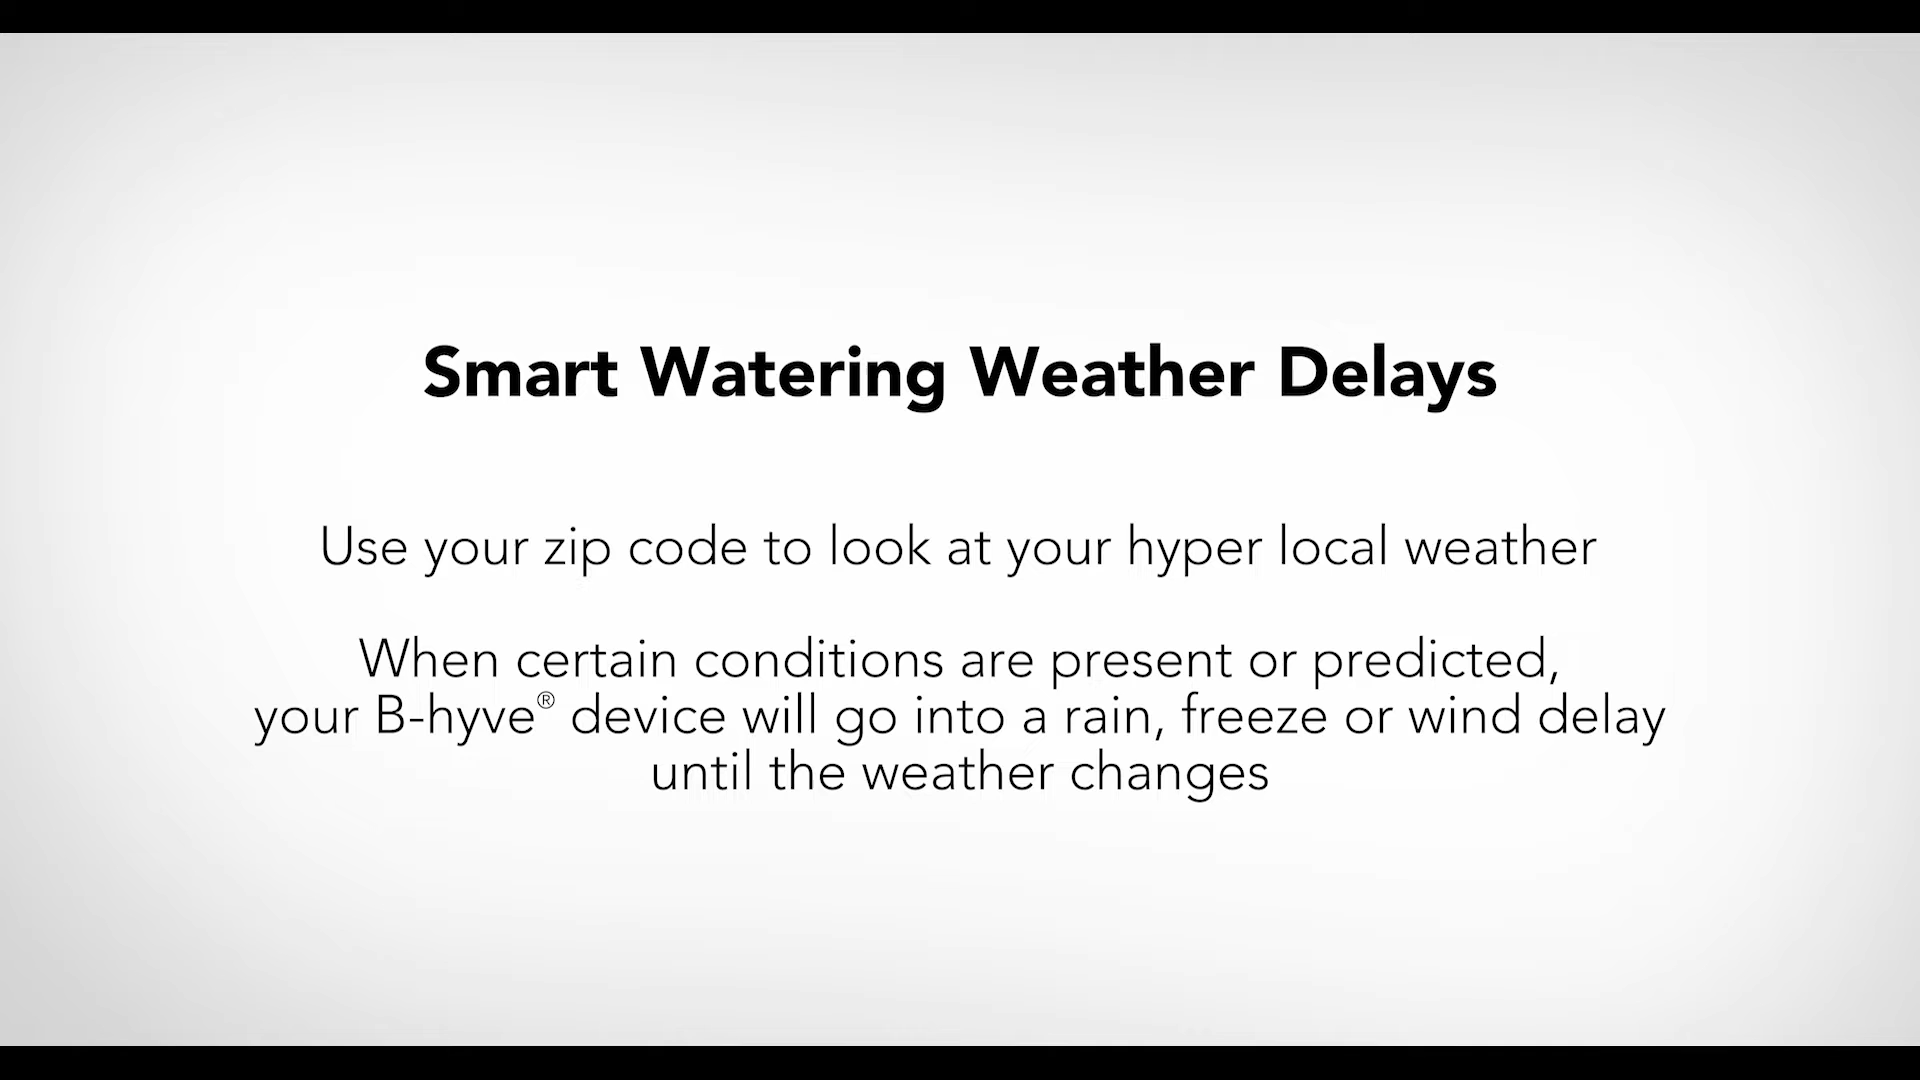 Smart Watering Weather Delays
Use your zip code to look at your hyper local weather
When certain conditions are present or predicted,
your B-hyve® device will go into a rain, freeze or wind delay
until the weather changes